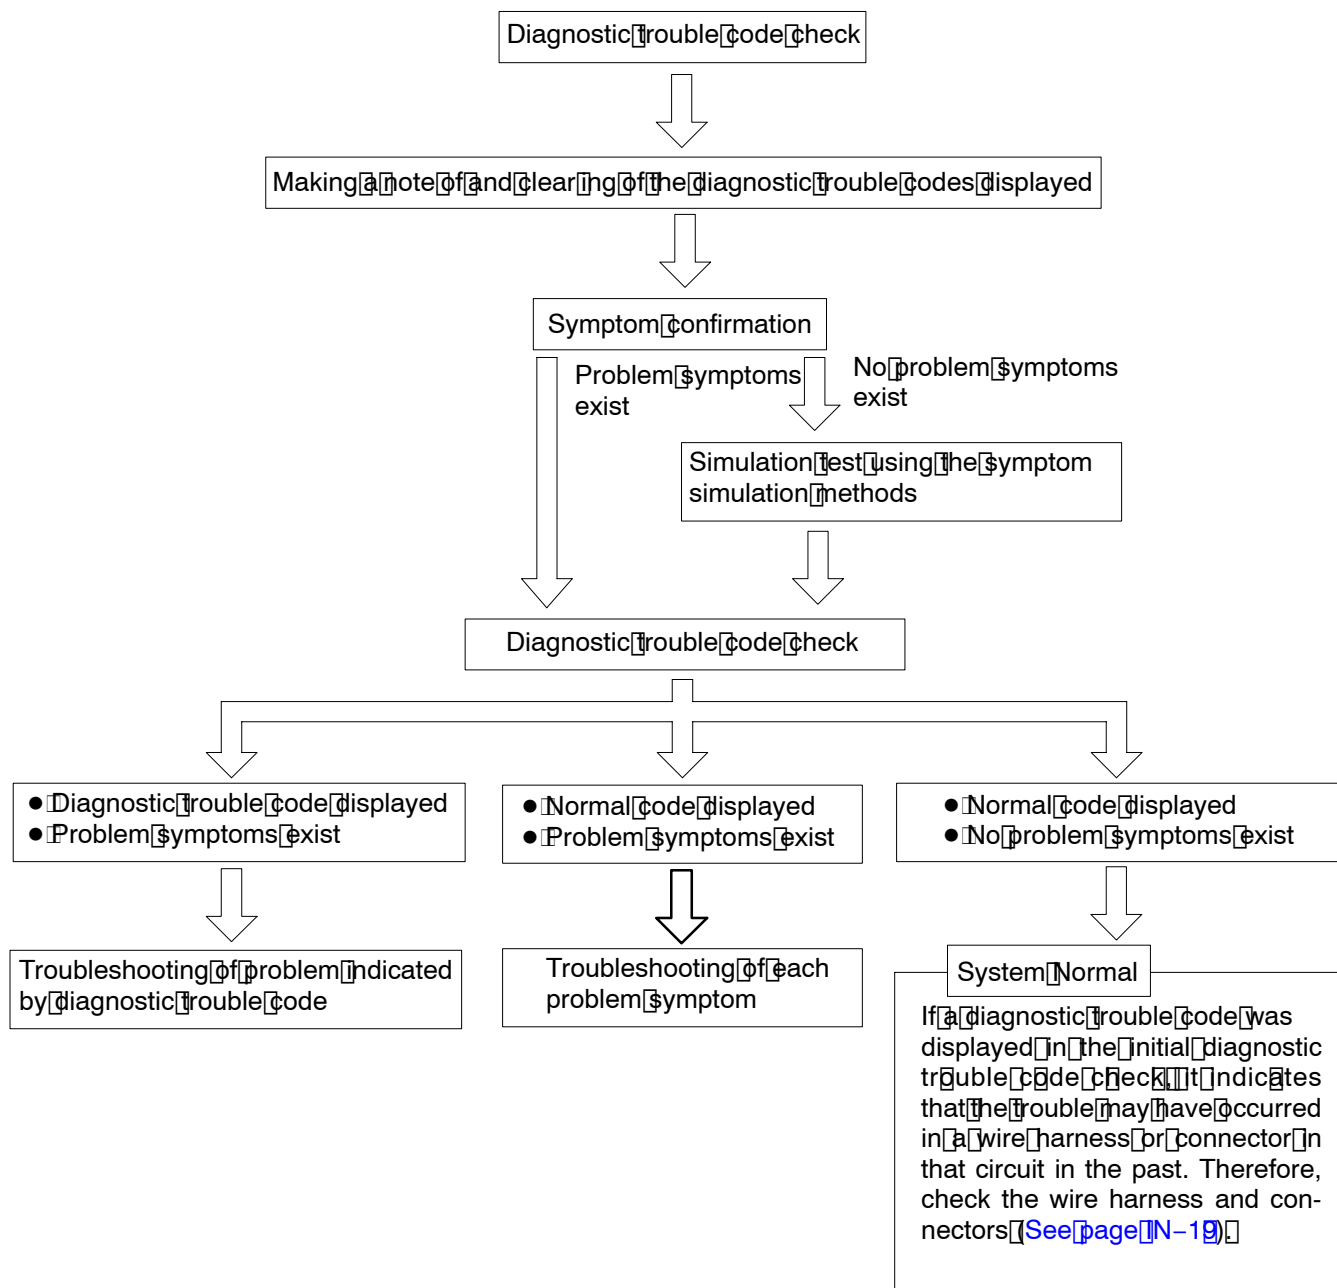 Diagnostic trouble code check
Making a note of and clearing of the diagnostic trouble codes displayed
Symptom confirmation
Problem symptoms
exist
No problem symptoms
exist
Simulation test using the symptom
simulation methods
Diagnostic trouble code check
● Diagnostic trouble code displayed
● Problem symptoms exist
● Normal code displayed
● Problem symptoms exist
● Normal code displayed
● No problem symptoms exist
Troubleshooting of problem indicated
by diagnostic trouble code
Troubleshooting of each
problem symptom
System Normal
If a diagnostic trouble code was
displayed in the initial diagnostic
trouble code check, it indicates
that the trouble may have occurred
in a wire harness or connector in
that circuit in the past. Therefore,
check the wire harness and con-
nectors (See page IN−19).